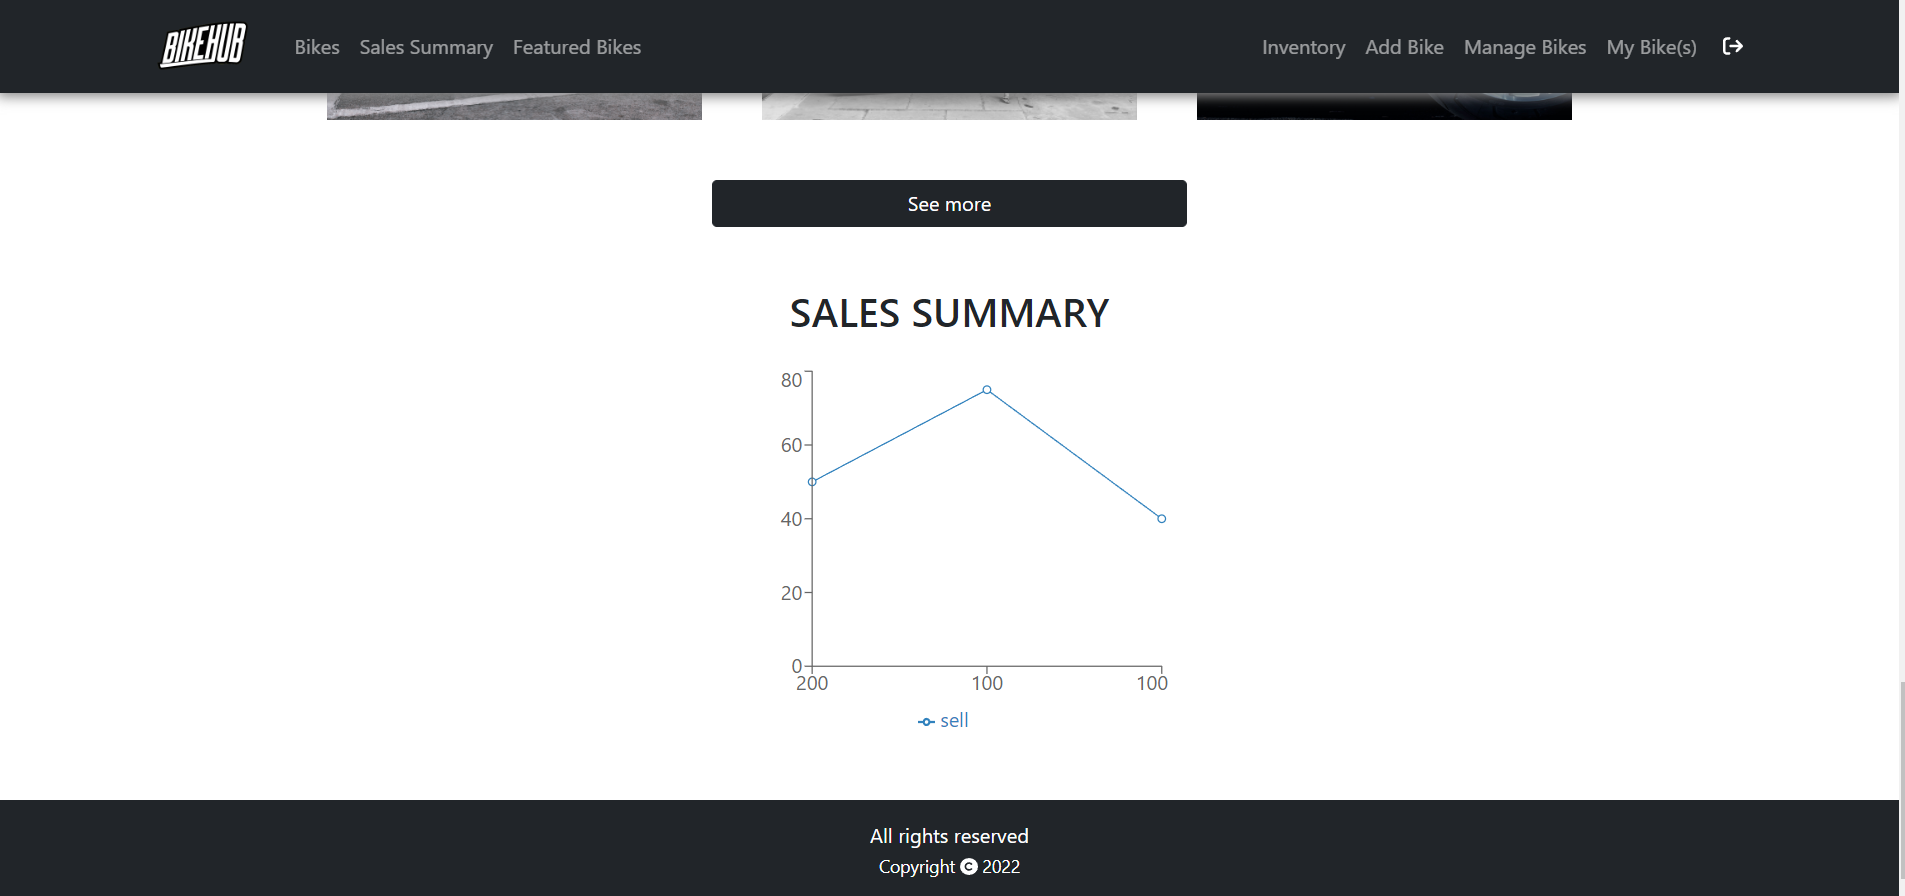 BIKEHUB Bikes Sales Summary Featured Bikes Inventory Add Bike Manage Bikes My Bike(s)
See more
SALES SUMMARY
80
60
40
20
0
200 100 100
sell
All rights reserved
Copyright © 2022